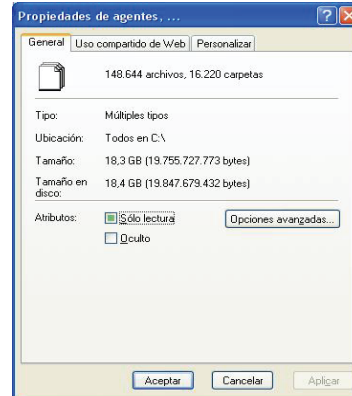 Propiedades de agentes, ...
General Uso compartido de Web Personalizar
148.644 archivos, 16.220 carpetas
Tipo: Múltiples tipos
Ubicación: Todos en C:\
Tamaño: 18,3 GB (19.755.727.773 bytes)
Tamaño en disco: 18,4 GB (19.847.679.432 bytes)
Atributos: Sólo lectura Opciones avanzadas...
Oculto
Aceptar Cancelar Aplicar